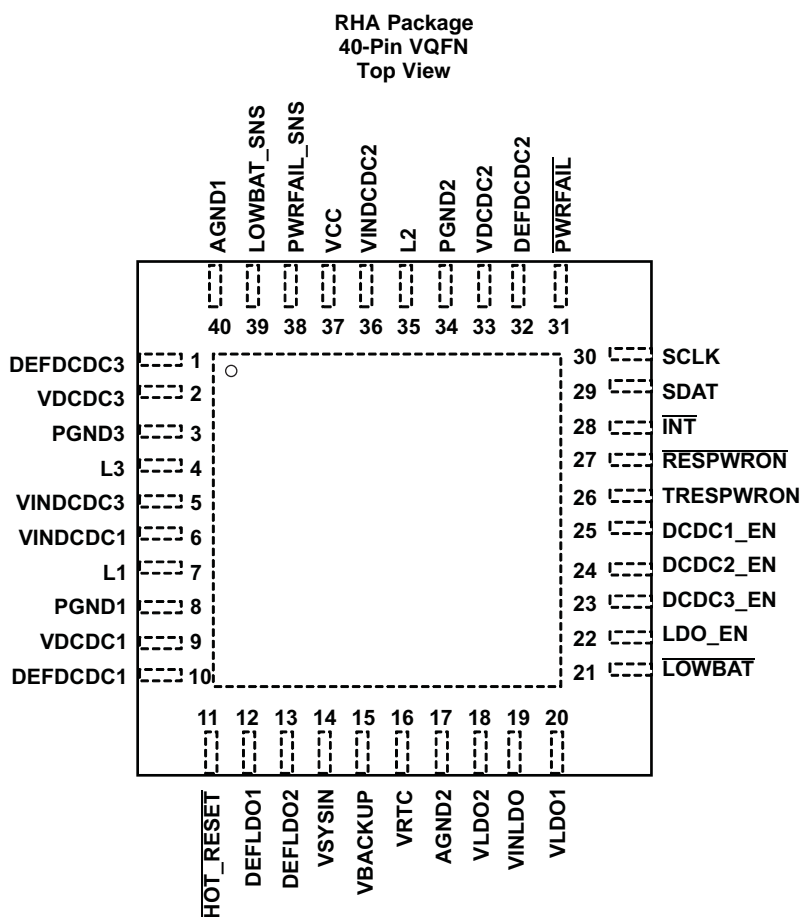 RHA Package
40-Pin VQFN
Top View
AGND1
LOWBAT_SNS
PWRFAIL_SNS
VCC
VINDCDC2
L2
PGND2
VDCDC2
DEFDCDC2
PWRFAIL
40 39 38 37 36 35 34 33 32 31
DEFDCDC3 1
VDCDC3 2
PGND3 3
L3 4
VINDCDC3 5
VINDCDC1 6
L1 7
PGND1 8
VDCDC1 9
DEFDCDC1 10
30 SCLK
29 SDAT
28 INT
27 RESPWRON
26 TRESPWRON
25 DCDC1_EN
24 DCDC2_EN
23 DCDC3_EN
22 LDO_EN
21 LOWBAT
11 12 13 14 15 16 17 18 19 20
HOT_RESET
DEFLDO1
DEFLDO2
VSYSIN
VBACKUP
VRTC
AGND2
VLDO2
VINLDO
VLDO1